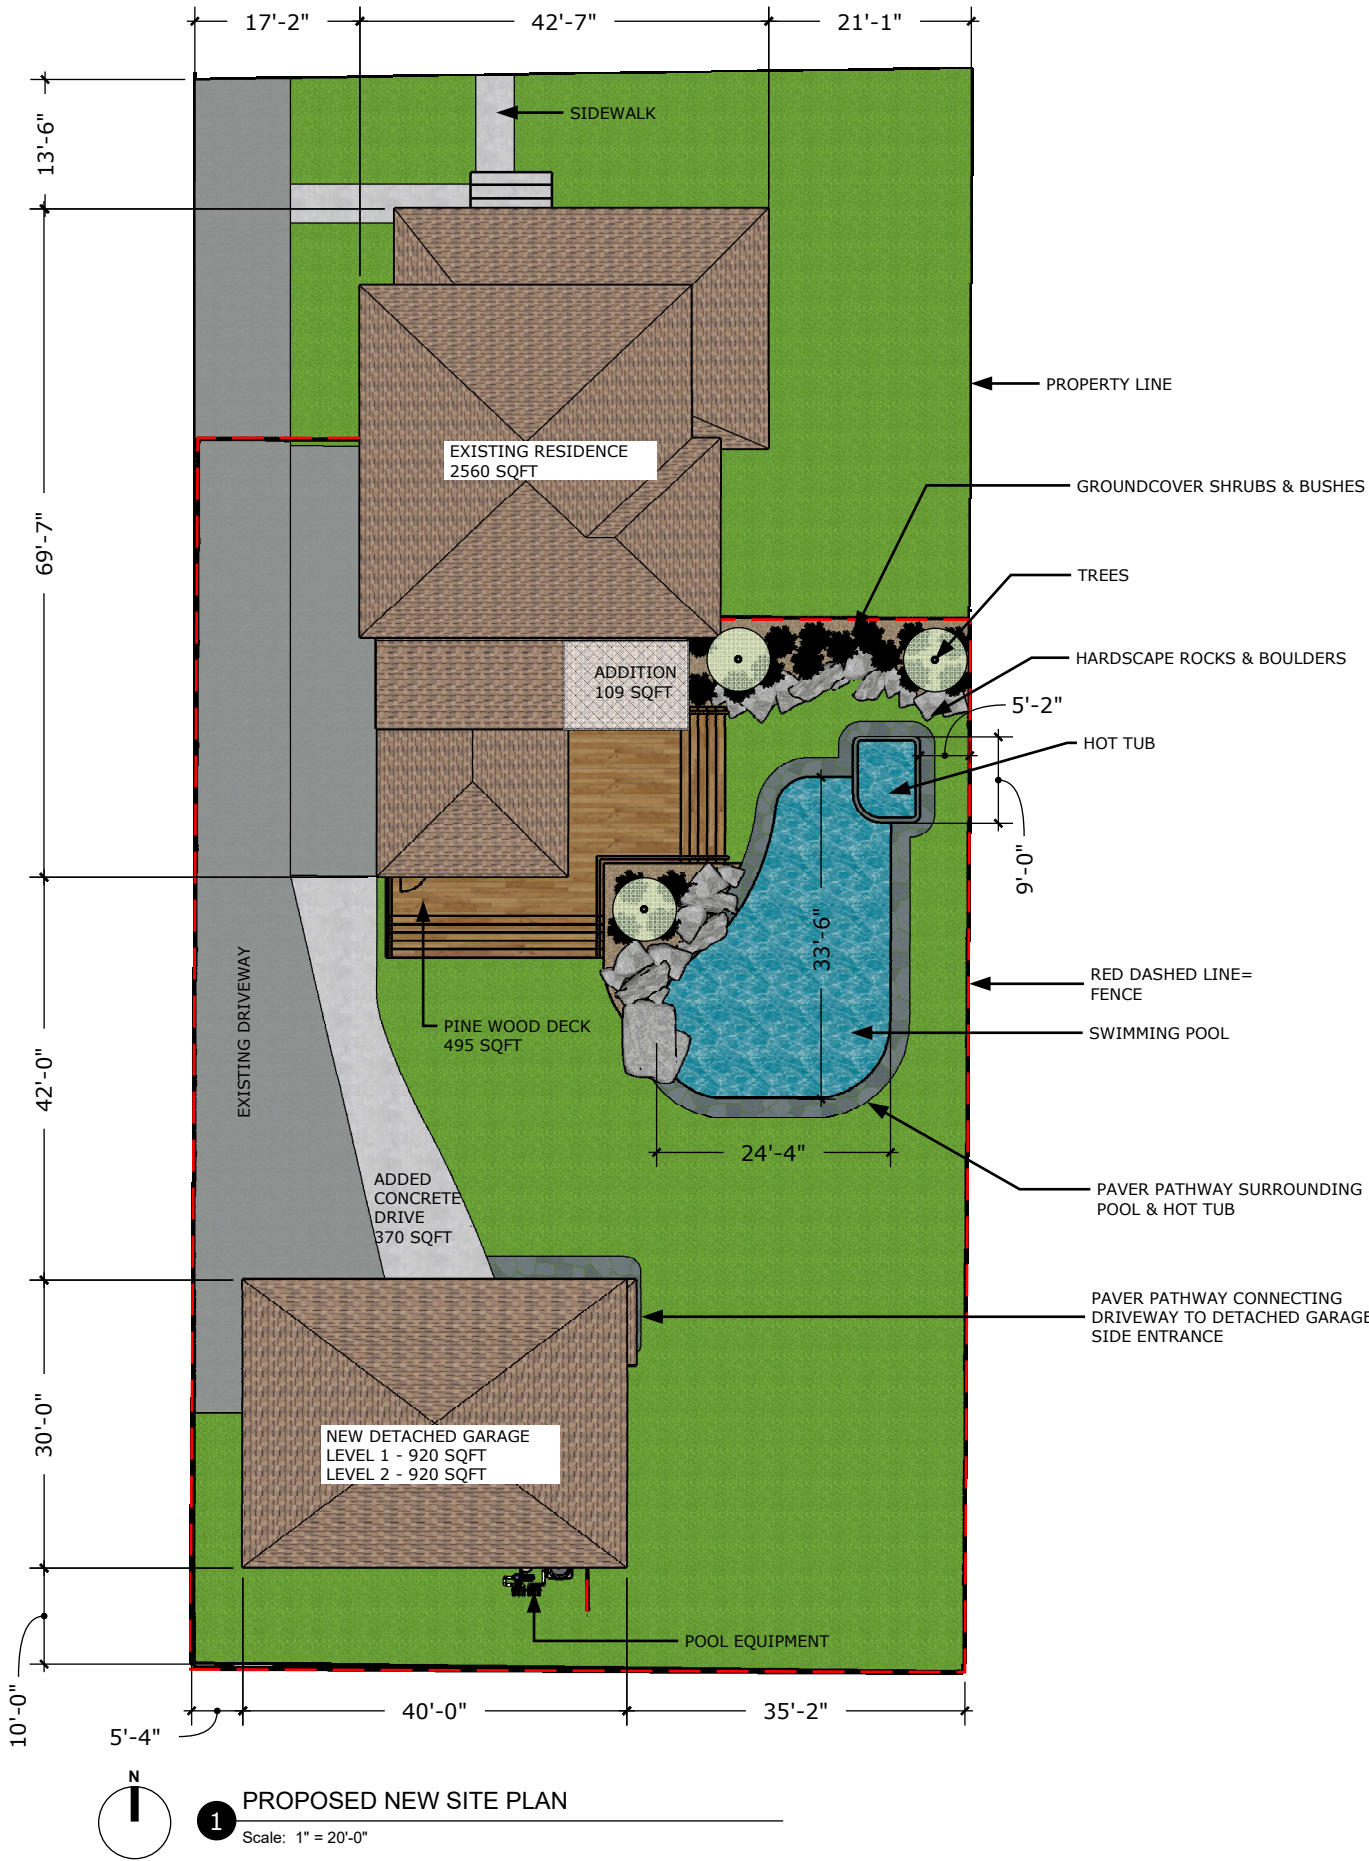 17'-2"
42'-7"
21'-1"
13'-6"
SIDEWALK
PROPERTY LINE
EXISTING RESIDENCE
2560 SQFT
GROUNDCOVER SHRUBS & BUSHES
69'-7"
TREES
HARDSCAPE ROCKS & BOULDERS
ADDITION
109 SQFT
5'-2"
HOT TUB
9'-0"
33'-6"
RED DASHED LINE=
FENCE
EXISTING DRIVEWAY
PINE WOOD DECK
495 SQFT
SWIMMING POOL
42'-0"
24'-4"
ADDED
CONCRETE
DRIVE
370 SQFT
PAVER PATHWAY SURROUNDING
POOL & HOT TUB
PAVER PATHWAY CONNECTING
DRIVEWAY TO DETACHED GARAGE
SIDE ENTRANCE
30'-0"
NEW DETACHED GARAGE
LEVEL 1 - 920 SQFT
LEVEL 2 - 920 SQFT
POOL EQUIPMENT
10'-0"
5'-4"
40'-0"
35'-2"
N
1
PROPOSED NEW SITE PLAN
Scale: 1" = 20'-0"